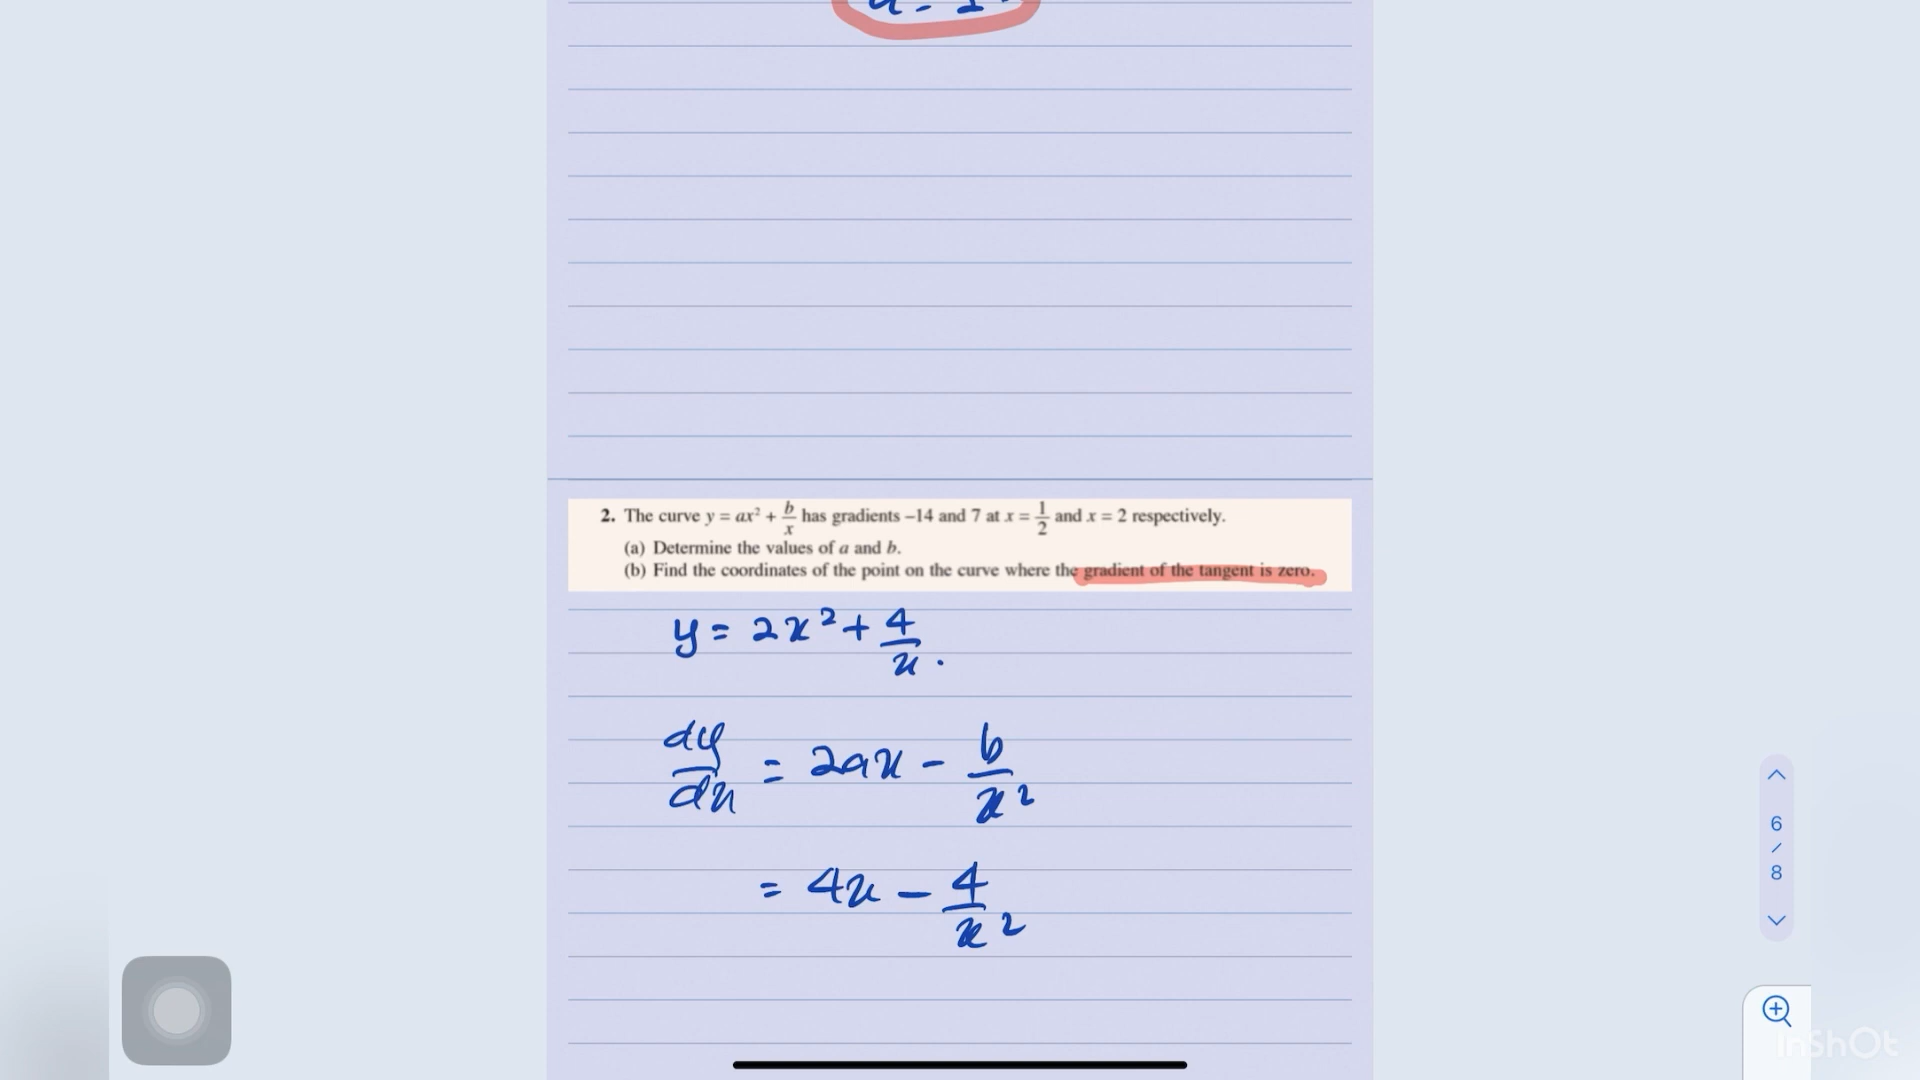 2. The curve y = ax² + b/x has gradients –14 and 7 at x = 1/2 and x = 2 respectively.
(a) Determine the values of a and b.
(b) Find the coordinates of the point on the curve where the gradient of the tangent is zero.
y = 2x² + 4/x .
dy/dx = 2ax - b/x²
= 4x - 4/x²
6
/
8
InShOt